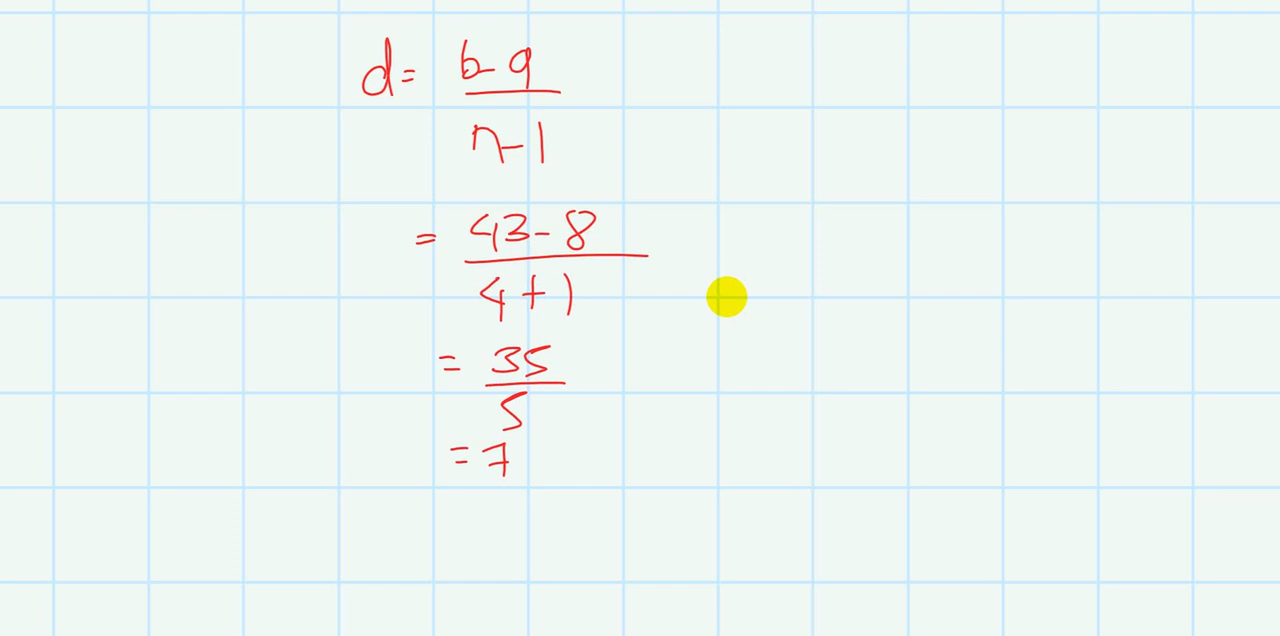 d = b-a
n-1
= 43-8
4+1
= 35
5
= 7